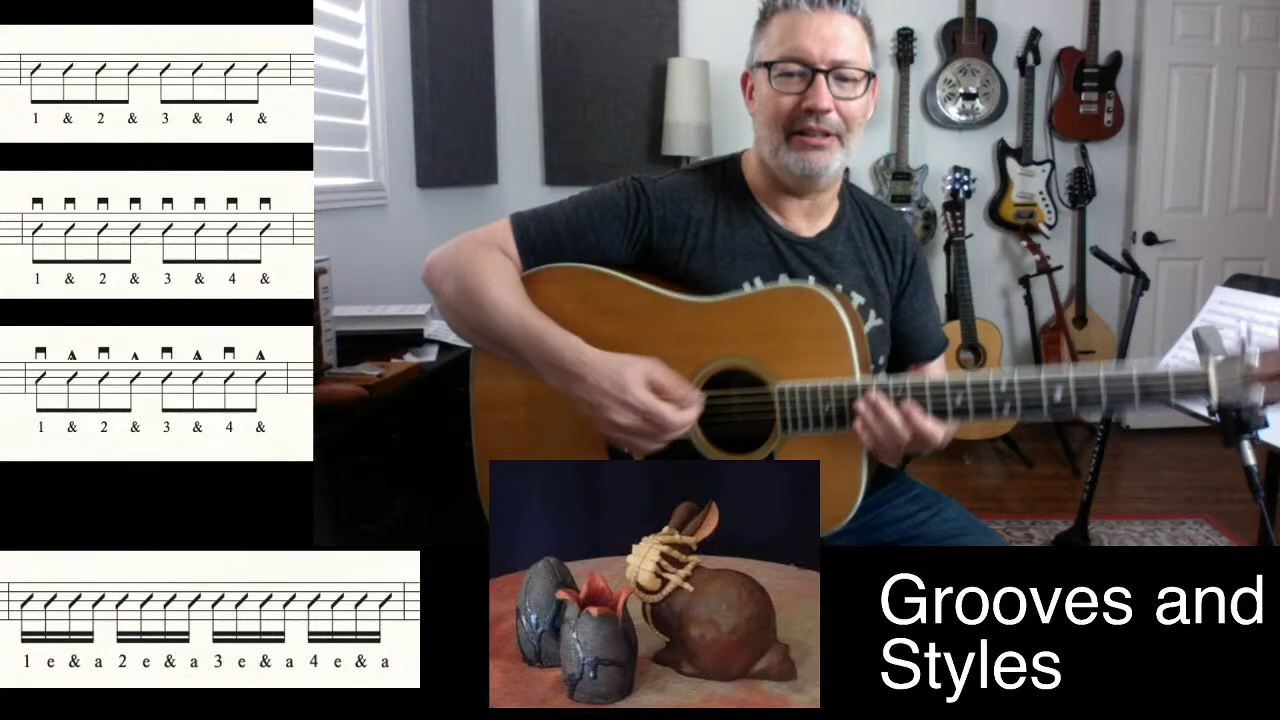 1 & 2 & 3 & 4 &
1 & 2 & 3 & 4 &
1 & 2 & 3 & 4 &
1 e & a 2 e & a 3 e & a 4 e & a
Grooves and
Styles